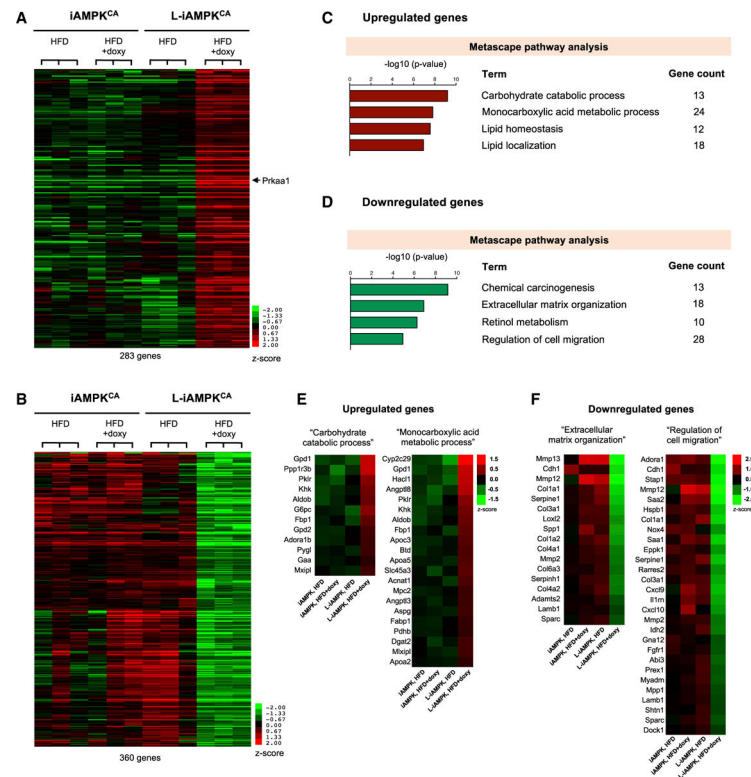 A
iAMPKCA
L-iAMPKCA
HFD
HFD
+doxy
HFD
HFD
+doxy
Prkaa1
-2.00
-1.33
-0.67
0.00
0.67
1.33
2.00
z-score
283 genes
B
iAMPKCA
L-iAMPKCA
HFD
HFD
+doxy
HFD
HFD
+doxy
-2.00
-1.33
-0.67
0.00
0.67
1.33
2.00
z-score
360 genes
C
Upregulated genes
Metascape pathway analysis
-log10 (p-value)
0 2 4 6 8 10
Term
Gene count
Carbohydrate catabolic process 13
Monocarboxylic acid metabolic process 24
Lipid homeostasis 12
Lipid localization 18
D
Downregulated genes
Metascape pathway analysis
-log10 (p-value)
0 2 4 6 8 10
Term
Gene count
Chemical carcinogenesis 13
Extracellular matrix organization 18
Retinol metabolism 10
Regulation of cell migration 28
E
Upregulated genes
"Carbohydrate
catabolic process"
Gpd1
Ppp1r3b
Pklr
Khk
Aldob
G6pc
Fbp1
Gpd2
Adora1b
Pygl
Gaa
Mxipl
iAMPK, HFD
iAMPK, HFD+doxy
L-iAMPK, HFD
L-iAMPK, HFD+doxy
"Monocarboxylic acid
metabolic process"
Cyp2c29
Gpd1
Hacl1
Angptl8
Pklr
Khk
Aldob
Fbp1
Apoc3
Btd
Apoa5
Slc45a3
Acnat1
Mpc2
Angptl3
Aspg
Fabp1
Pdhb
Dgat2
Mlxipl
Apoa2
iAMPK, HFD
iAMPK, HFD+doxy
L-iAMPK, HFD
L-iAMPK, HFD+doxy
1.5
1.0
0.5
0
-0.5
-1.0
-1.5
z-score
F
Downregulated genes
"Extracellular
matrix organization"
Mmp13
Cdh1
Mmp12
Col1a1
Serpine1
Col3a1
Loxl2
Spp1
Col1a2
Col4a1
Mmp2
Col6a3
Serpinh1
Col4a2
Adamts2
Lamb1
Sparc
iAMPK, HFD
iAMPK, HFD+doxy
L-iAMPK, HFD
L-iAMPK, HFD+doxy
"Regulation of
cell migration"
Adora1
Cdh1
Stap1
Mmp12
Saa2
Hspb1
Col1a1
Nox4
Saa1
Eppk1
Serpine1
Rarres2
Col3a1
Cxcl9
Il1rn
Cxcl10
Mmp2
Idh2
Gna12
Fgfr1
Abi3
Prex1
Myadm
Mpp1
Lamb1
Shtn1
Sparc
Dock1
iAMPK, HFD
iAMPK, HFD+doxy
L-iAMPK, HFD
L-iAMPK, HFD+doxy
z-score